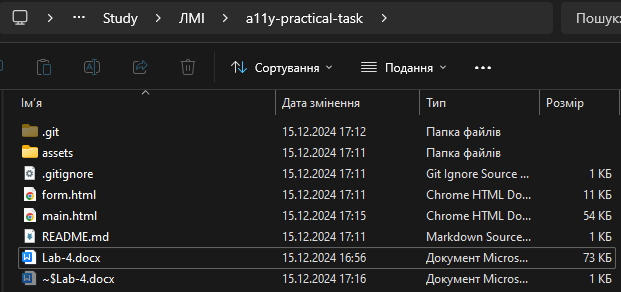 ··· > Study > ЛМІ > a11y-practical-task > Пошук:
Сортування Подання ···
Ім’я Дата змінення Тип Розмір
.git 15.12.2024 17:12 Папка файлів
assets 15.12.2024 17:11 Папка файлів
.gitignore 15.12.2024 17:11 Git Ignore Source ... 1 КБ
form.html 15.12.2024 17:11 Chrome HTML Do... 11 КБ
main.html 15.12.2024 17:15 Chrome HTML Do... 54 КБ
README.md 15.12.2024 17:11 Markdown Source... 1 КБ
Lab-4.docx 15.12.2024 16:56 Документ Micros... 73 КБ
~$Lab-4.docx 15.12.2024 17:16 Документ Micros... 1 КБ